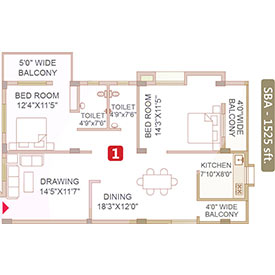 5'0" WIDE
BALCONY
BED ROOM
12'4"X11'5"
TOILET
4'9"X7'6"
TOILET
4'9"X7'6"
BED ROOM
14'3"X11'5"
4'0" WIDE
BALCONY
SBA - 1525 sft
1
KITCHEN
7'10"X8'0"
DRAWING
14'5"X11'7"
DINING
18'3"X12'0"
4'0" WIDE
BALCONY